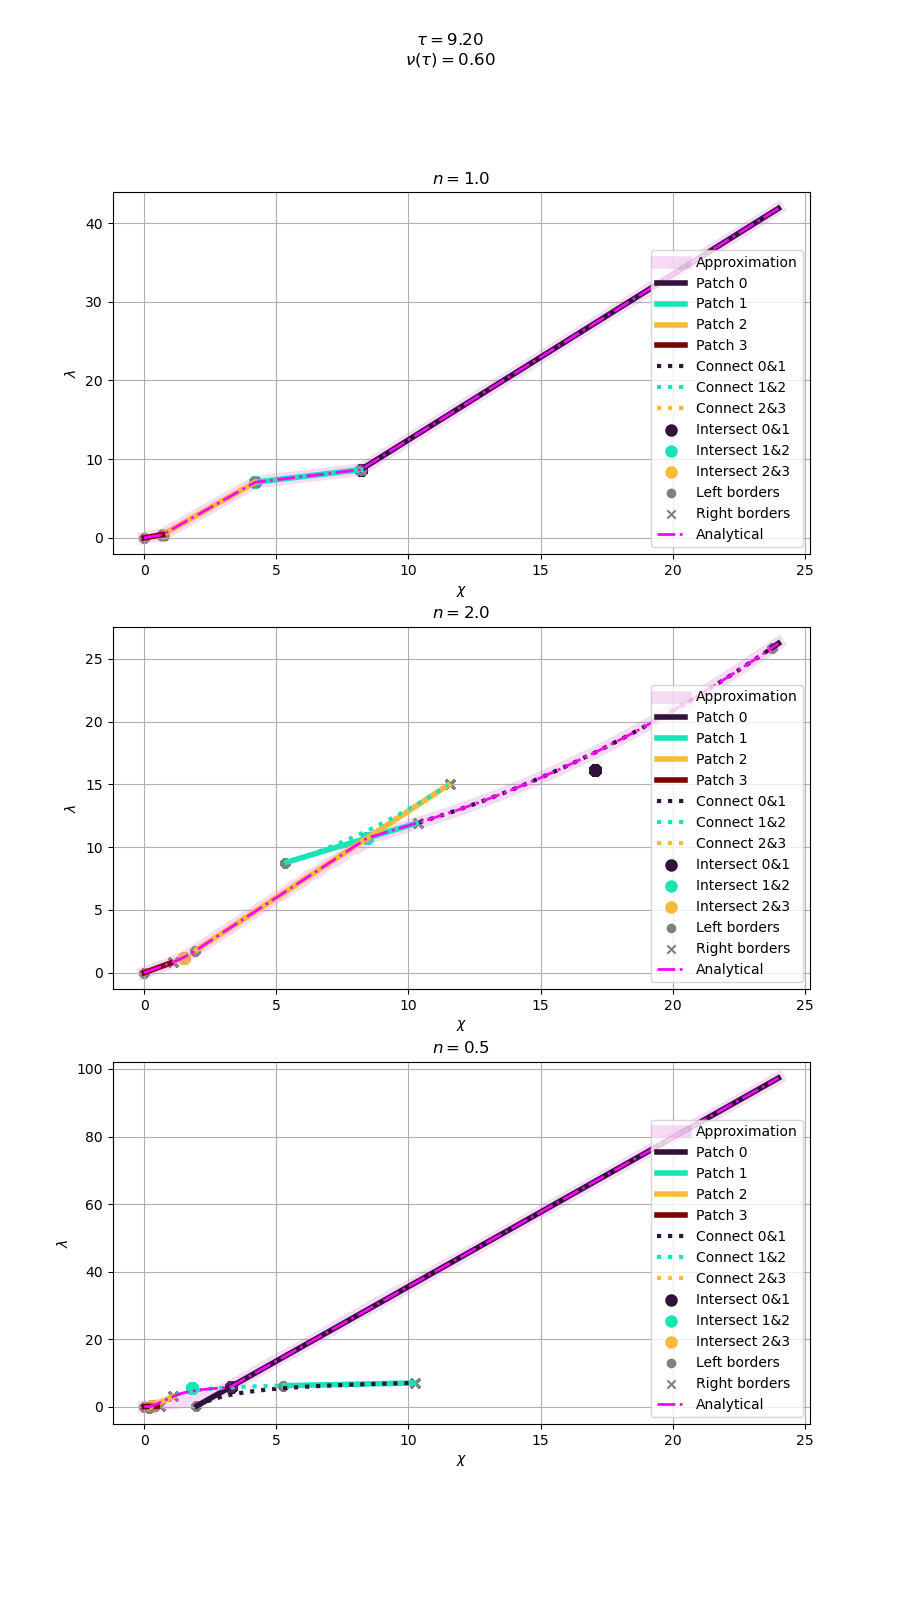 τ = 9.20
ν(τ) = 0.60
n = 1.0
40
30
20
10
0
λ
0 5 10 15 20 25
χ
Approximation
Patch 0
Patch 1
Patch 2
Patch 3
Connect 0&1
Connect 1&2
Connect 2&3
Intersect 0&1
Intersect 1&2
Intersect 2&3
Left borders
Right borders
Analytical
n = 2.0
25
20
15
10
5
0
λ
0 5 10 15 20 25
χ
Approximation
Patch 0
Patch 1
Patch 2
Patch 3
Connect 0&1
Connect 1&2
Connect 2&3
Intersect 0&1
Intersect 1&2
Intersect 2&3
Left borders
Right borders
Analytical
n = 0.5
100
80
60
40
20
0
λ
0 5 10 15 20 25
χ
Approximation
Patch 0
Patch 1
Patch 2
Patch 3
Connect 0&1
Connect 1&2
Connect 2&3
Intersect 0&1
Intersect 1&2
Intersect 2&3
Left borders
Right borders
Analytical